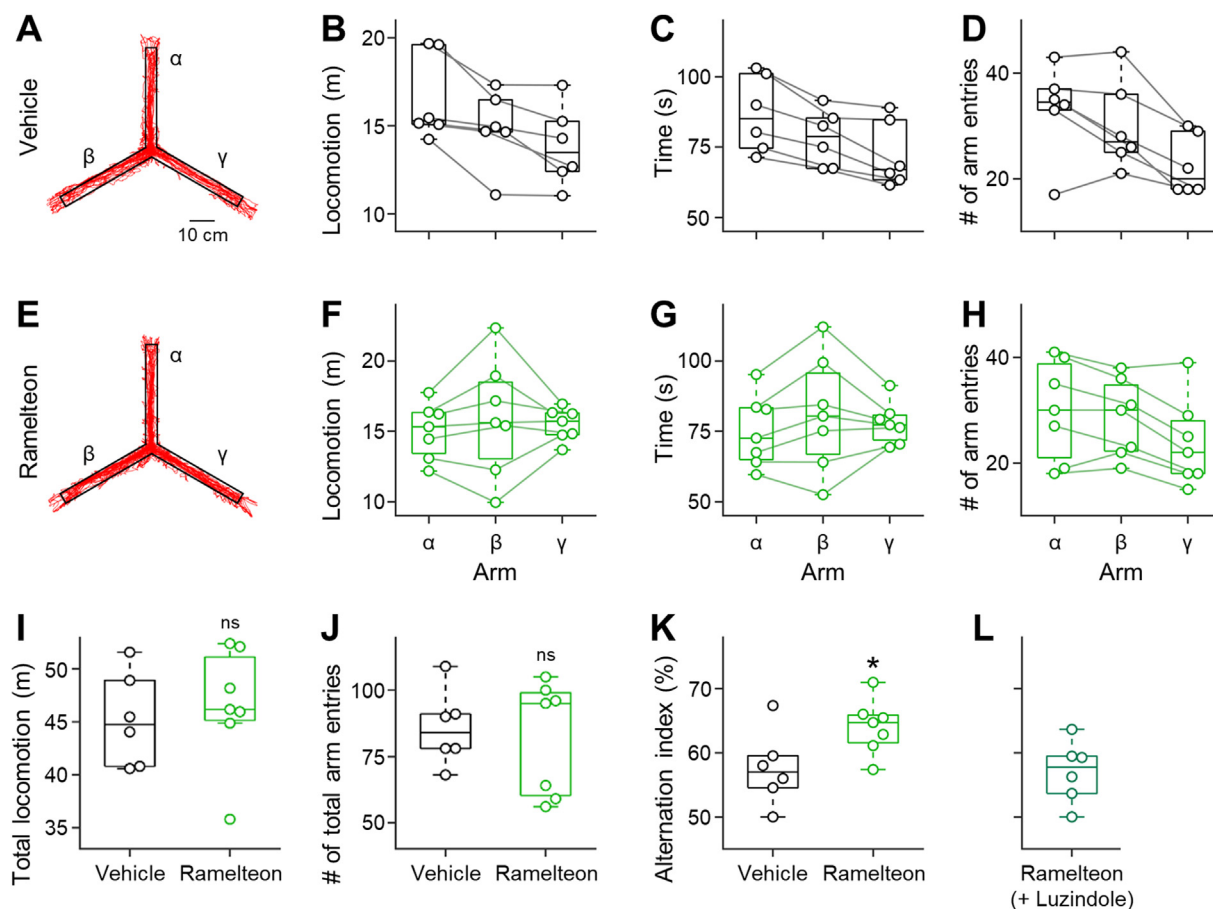 A
Vehicle
α
β
γ
10 cm
B
Locomotion (m)
20
15
10
C
Time (s)
100
75
50
D
# of arm entries
40
20
E
Ramelteon
α
β
γ
F
Locomotion (m)
20
15
10
α β γ
Arm
G
Time (s)
100
75
50
α β γ
Arm
H
# of arm entries
40
20
α β γ
Arm
I
Total locomotion (m)
50
45
40
35
ns
Vehicle Ramelteon
J
# of total arm entries
100
75
50
ns
Vehicle Ramelteon
K
Alternation index (%)
70
60
50
*
Vehicle Ramelteon
L
Ramelteon
(+ Luzindole)